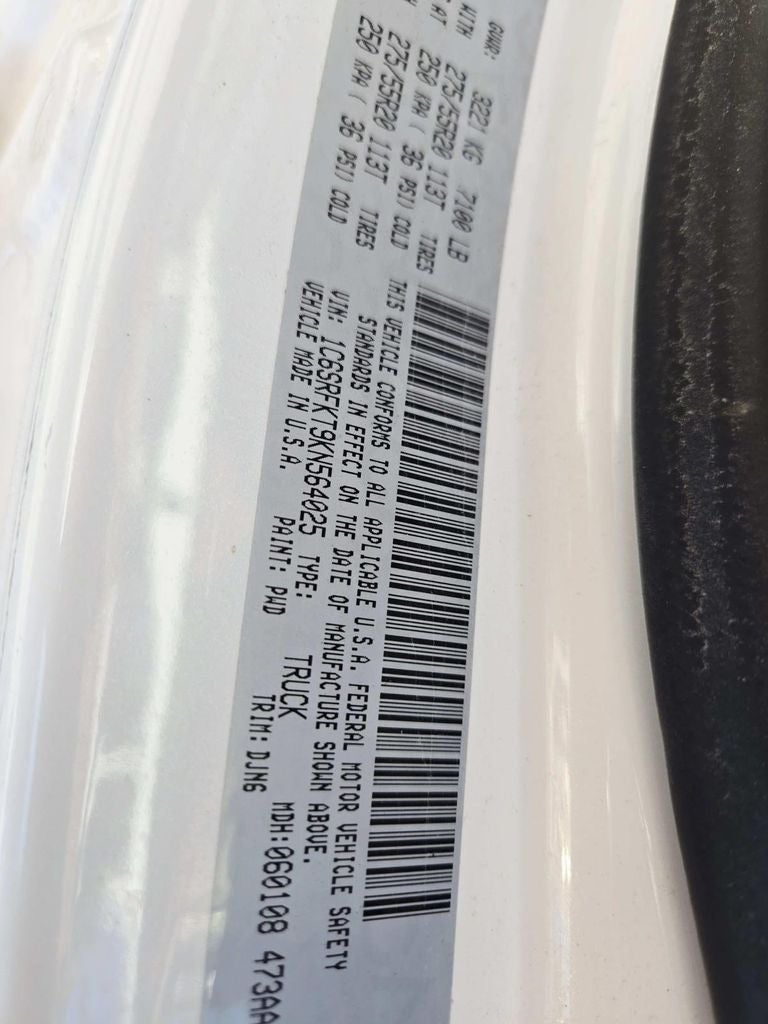 GVWR: 3221 KG 7100 LB
WITH 275/55R20 113T TIRES
AT 250 KPA ( 36 PSI) COLD
275/55R20 113T TIRES
250 KPA ( 36 PSI) COLD
THIS VEHICLE CONFORMS TO ALL APPLICABLE U.S.A. FEDERAL MOTOR VEHICLE SAFETY
STANDARDS IN EFFECT ON THE DATE OF MANUFACTURE SHOWN ABOVE.
VIN: 1C6SRFKT9KN564025 TYPE: TRUCK
VEHICLE MADE IN U.S.A. PAINT: PWD TRIM: DJN6 MDH:060108 473AA